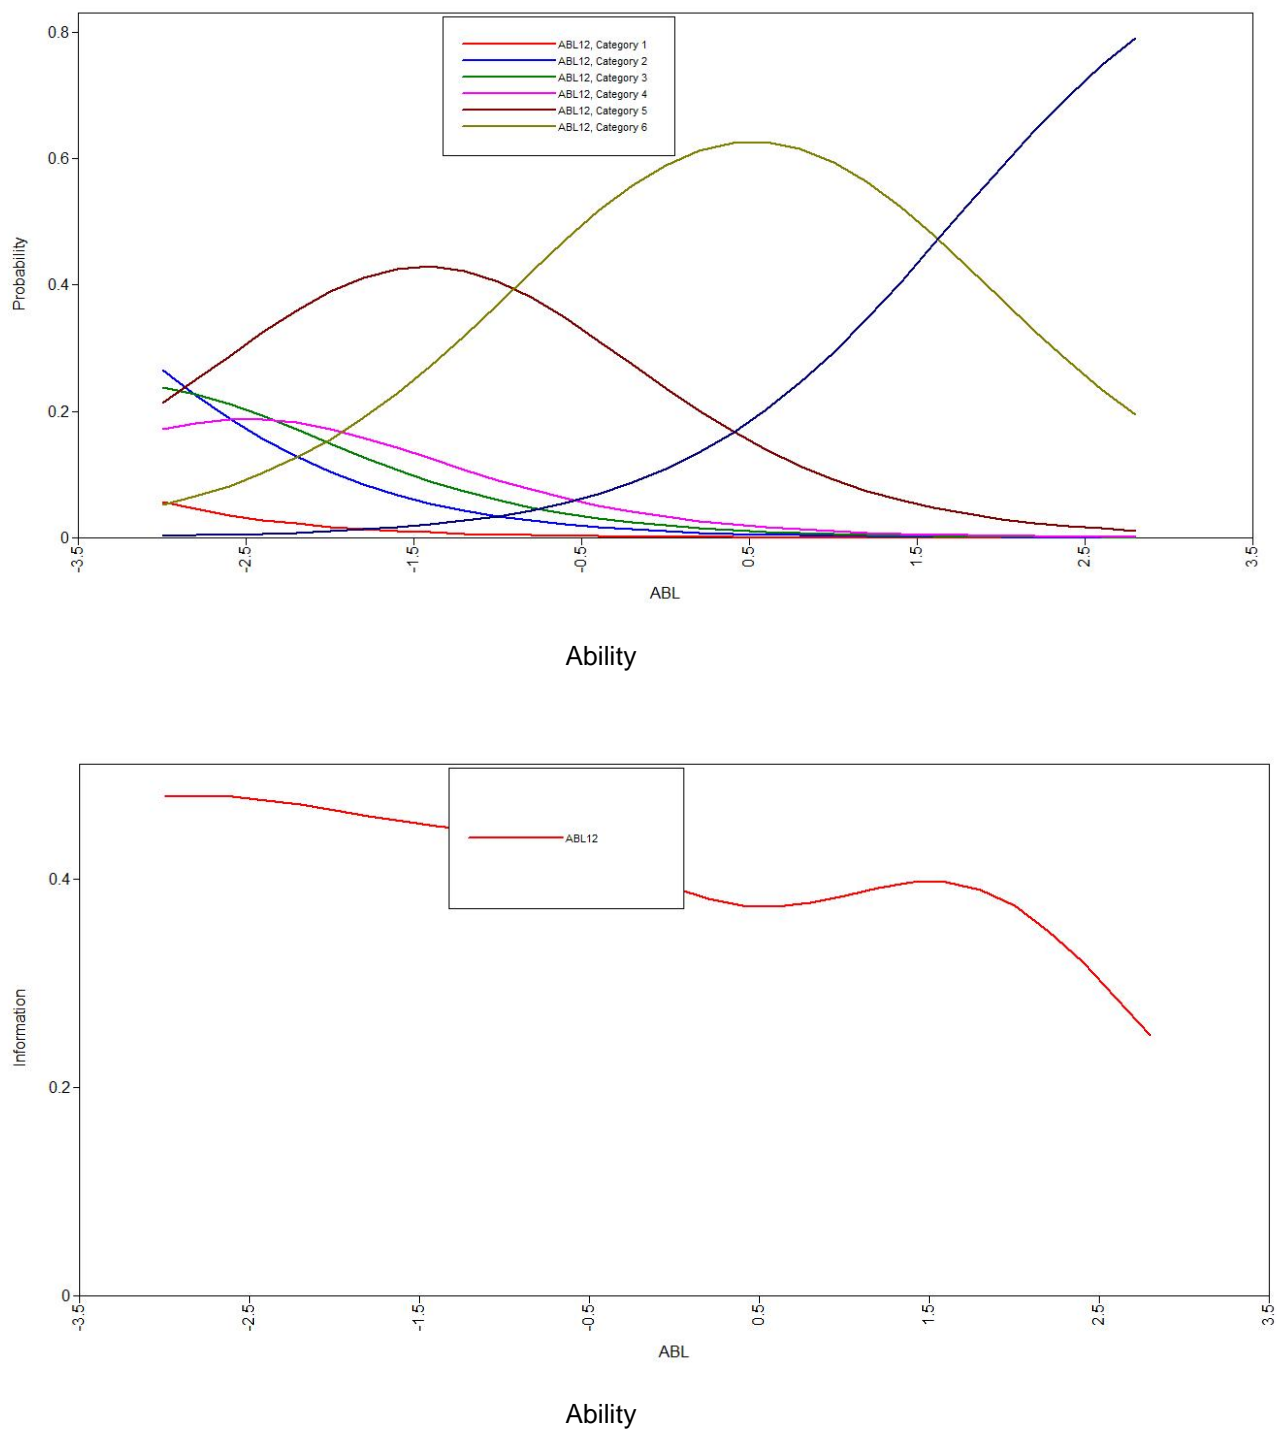 0.8
ABL12, Category 1
ABL12, Category 2
ABL12, Category 3
ABL12, Category 4
ABL12, Category 5
ABL12, Category 6
0.6
Probability
0.4
0.2
0
-3.5 -2.5 -1.5 -0.5 0.5 1.5 2.5 3.5
ABL
Ability
ABL12
0.4
Information
0.2
0
-3.5 -2.5 -1.5 -0.5 0.5 1.5 2.5 3.5
ABL
Ability